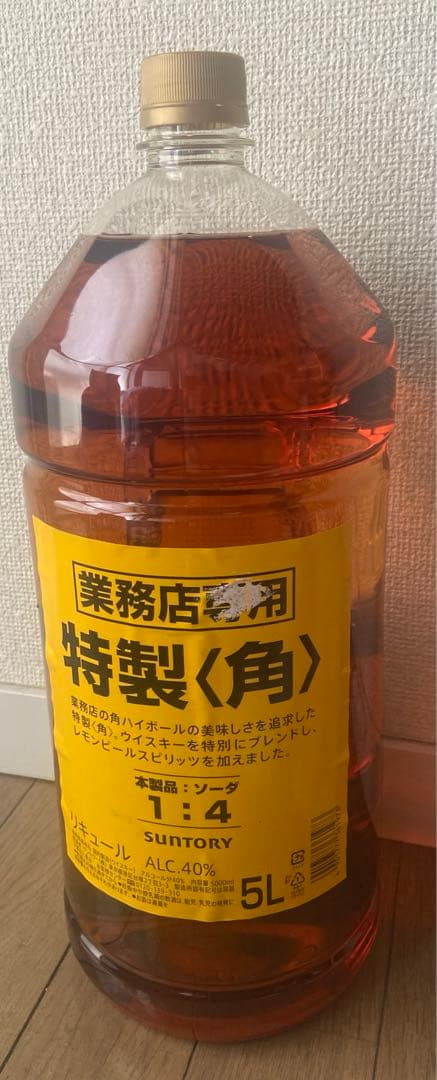 業務店専用
特製〈角〉
業務店の角ハイボールの美味しさを追求した
特製〈角〉。ウイスキーを特別にブレンドし、
レモンピールスピリッツを加えました。
本製品：ソーダ
1：4
SUNTORY
リキュール ALC.40%
5L